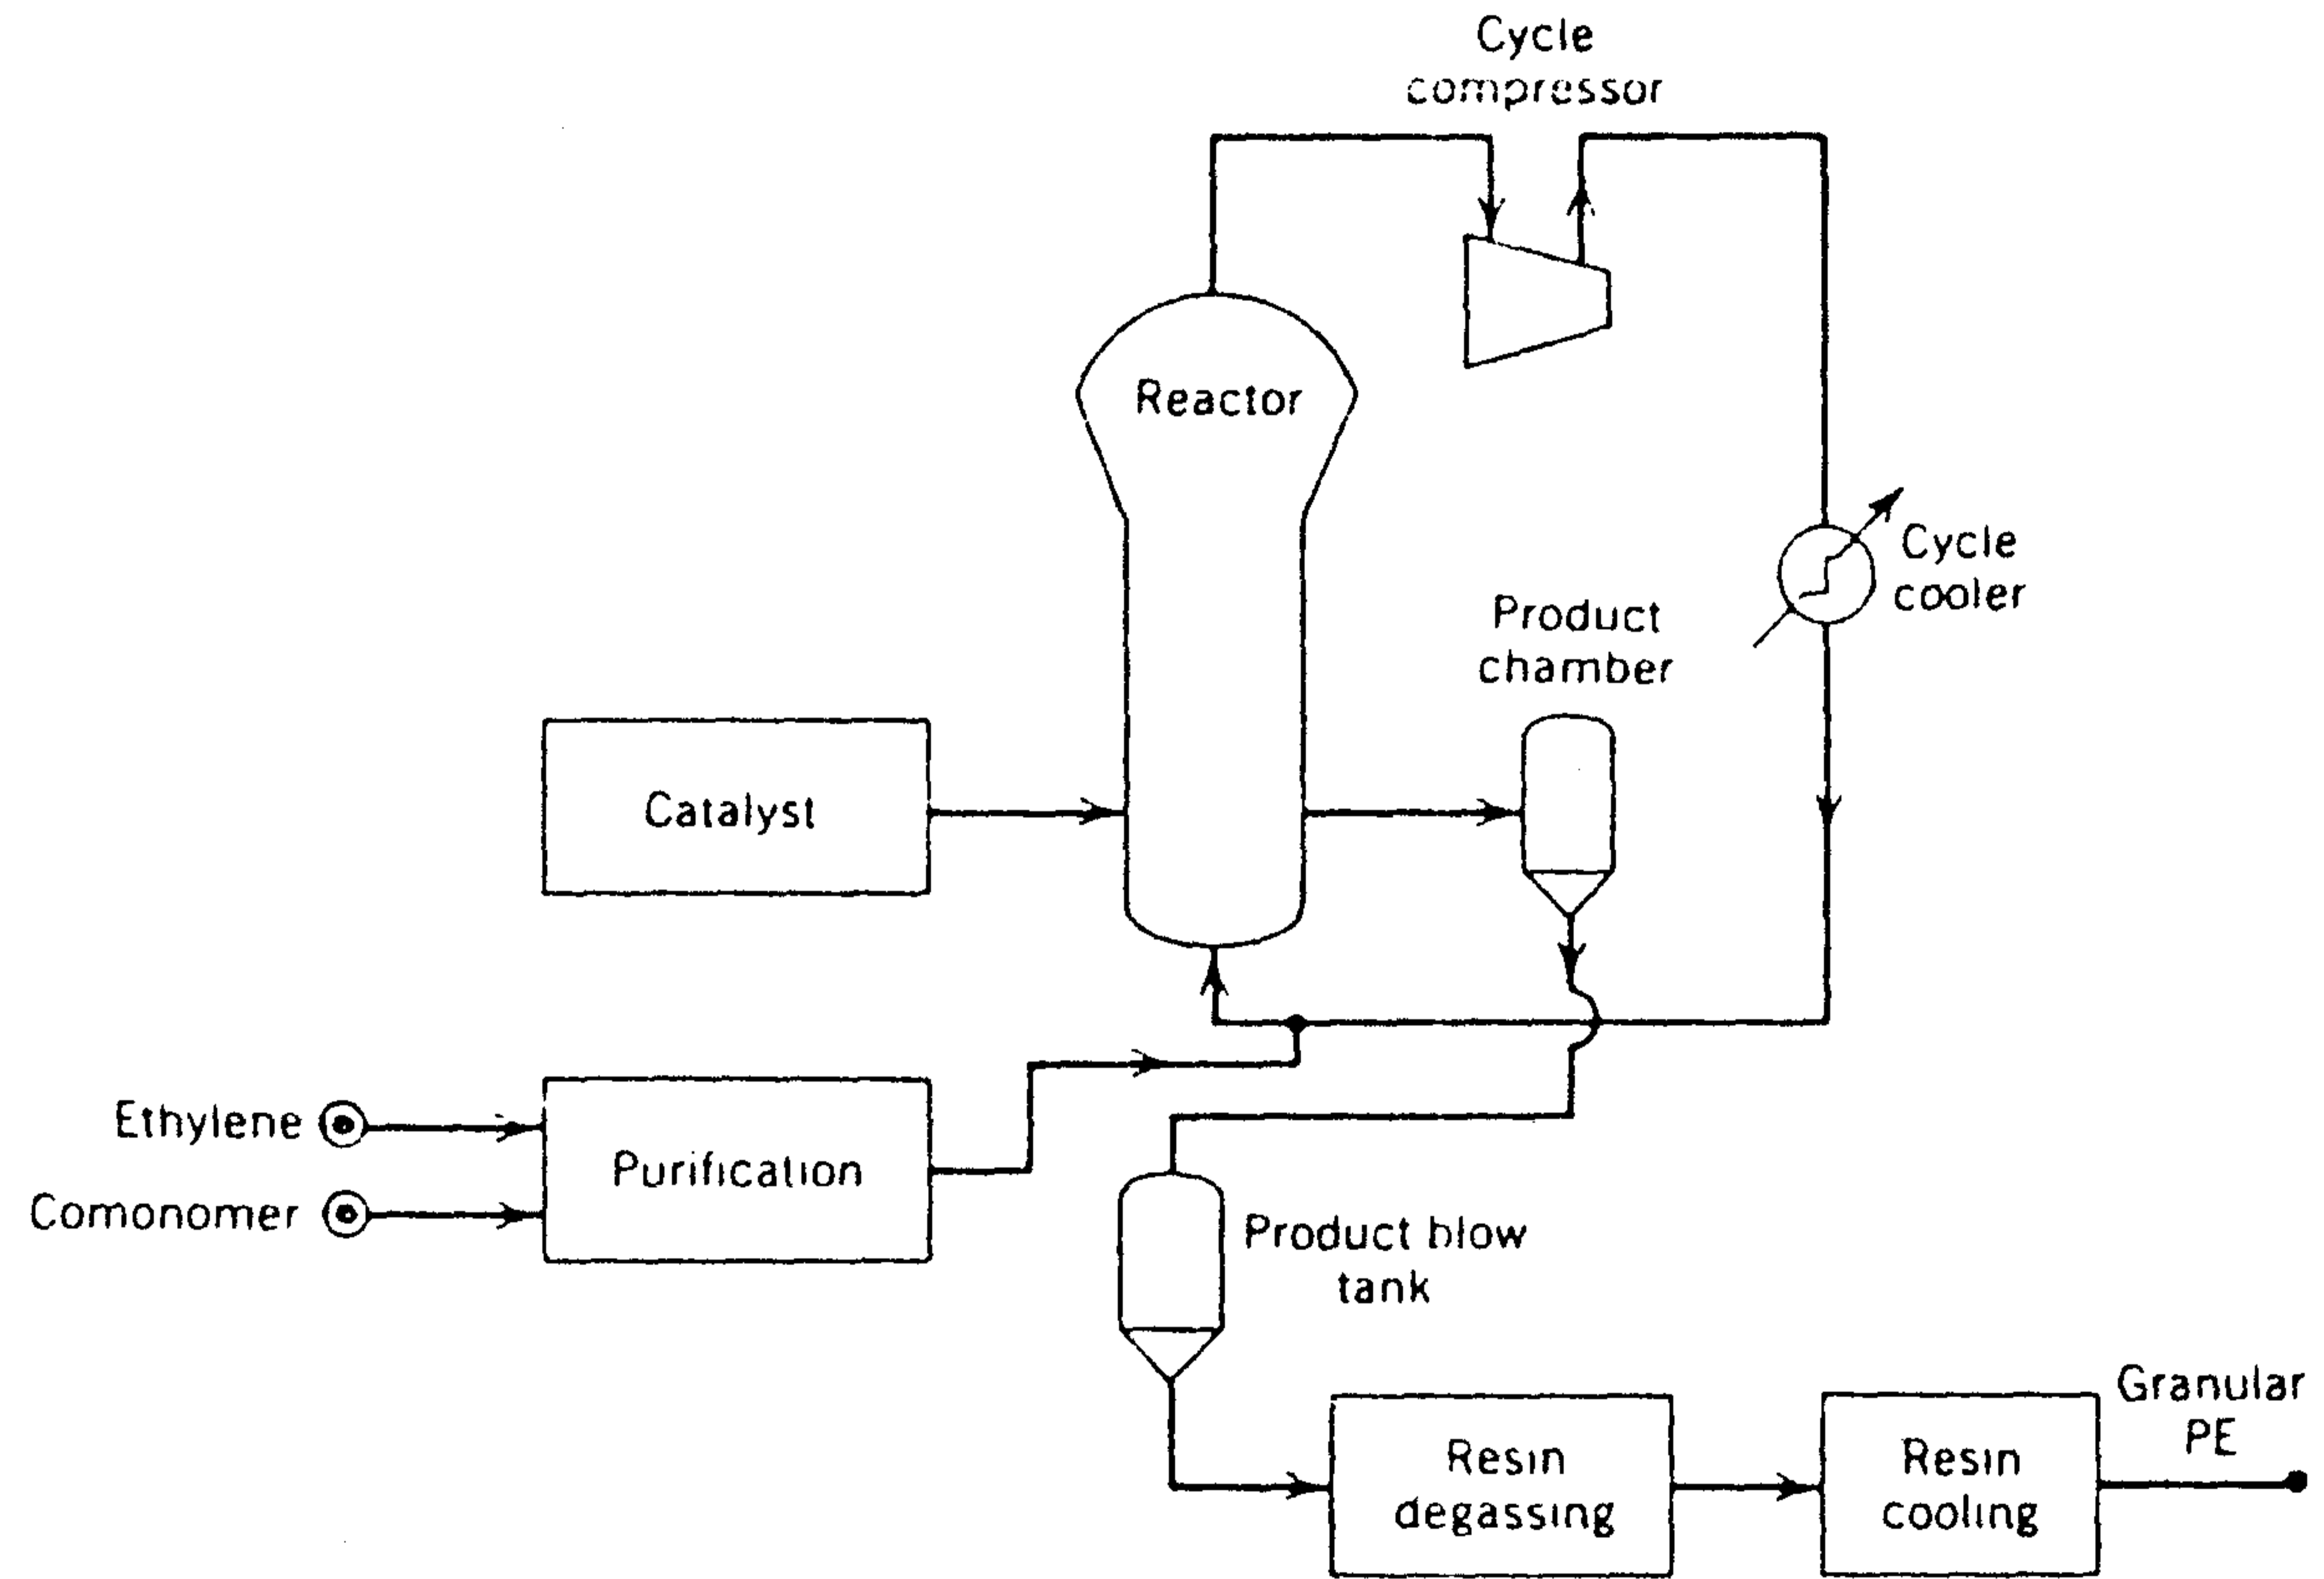 Cycle
compressor
Reactor
Cycle
cooler
Product
chamber
Catalyst
Ethylene
Purification
Comonomer
Product blow
tank
Granular
PE
Resin
degassing
Resin
cooling